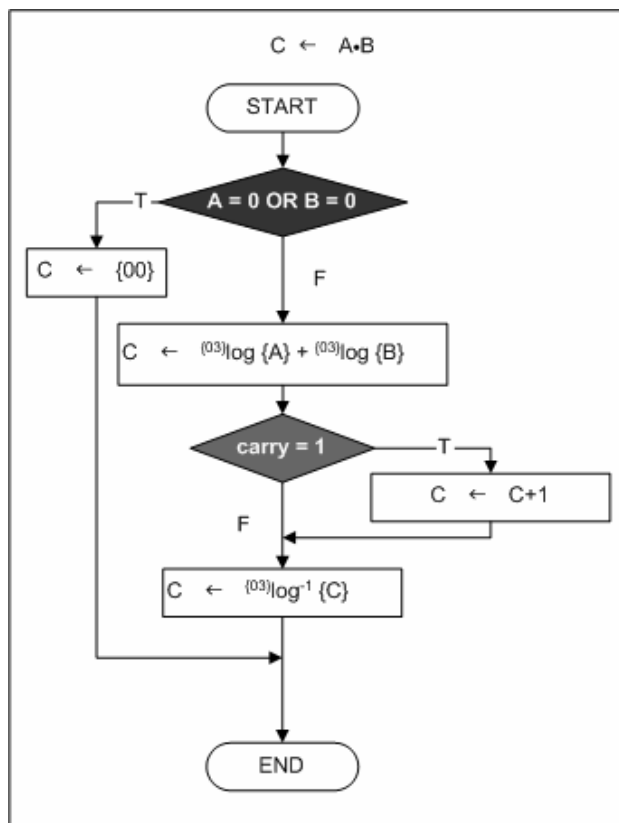 C ← A•B
START
A = 0 OR B = 0
T
C ← {00}
F
C ← {03}log {A} + {03}log {B}
carry = 1
T
C ← C+1
F
C ← {03}log-1 {C}
END